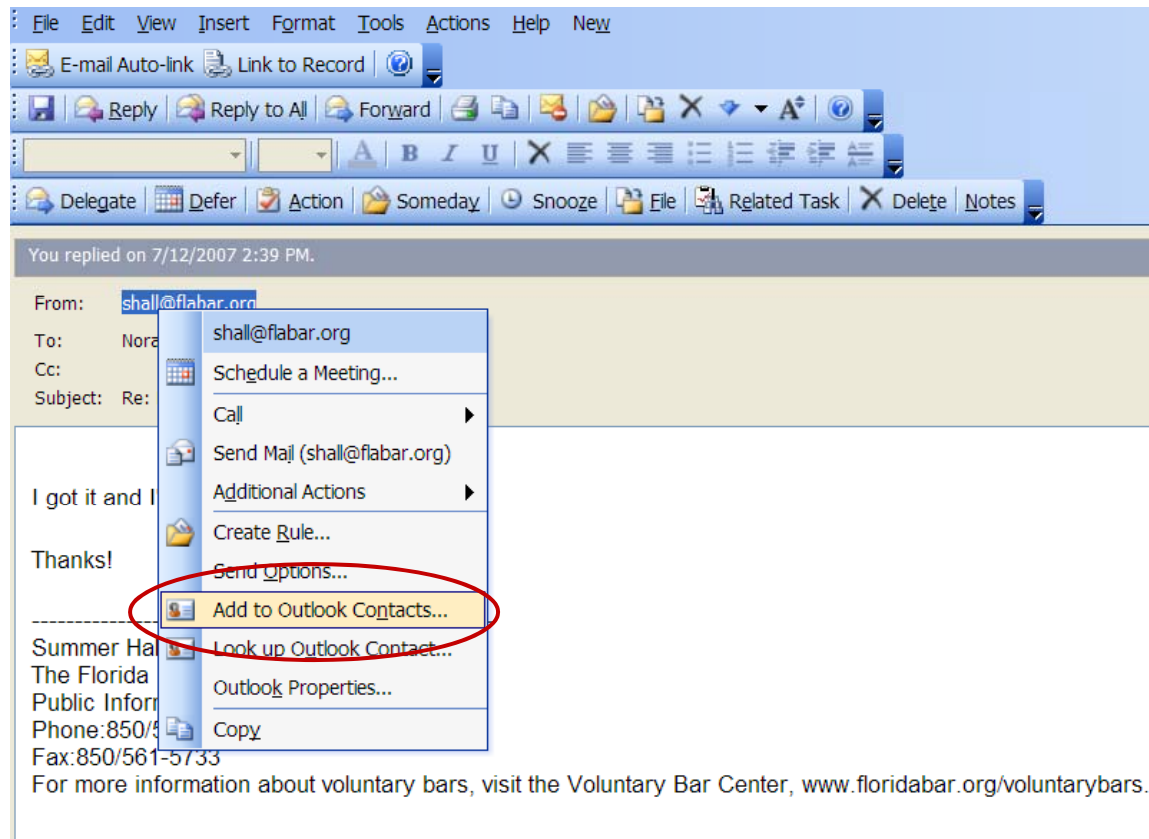 File Edit View Insert Format Tools Actions Help New
E-mail Auto-link Link to Record
Reply Reply to All Forward A
A B I U
Delegate Defer Action Someday Snooze File Related Task Delete Notes
You replied on 7/12/2007 2:39 PM.
From: shall@flabar.org
To: Nora
Cc:
Subject: Re:
shall@flabar.org
Schedule a Meeting...
Call
Send Mail (shall@flabar.org)
Additional Actions
Create Rule...
Send Options...
Add to Outlook Contacts...
Look up Outlook Contact...
Outlook Properties...
Copy
I got it and I'
Thanks!
Summer Hal
The Florida
Public Inforr
Phone:850/5
Fax:850/561-5733
For more information about voluntary bars, visit the Voluntary Bar Center, www.floridabar.org/voluntarybars.